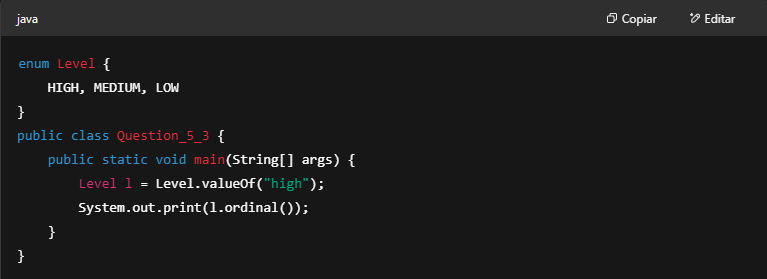 java Copiar Editar
enum Level {
    HIGH, MEDIUM, LOW
}
public class Question_5_3 {
    public static void main(String[] args) {
        Level l = Level.valueOf("high");
        System.out.print(l.ordinal());
    }
}